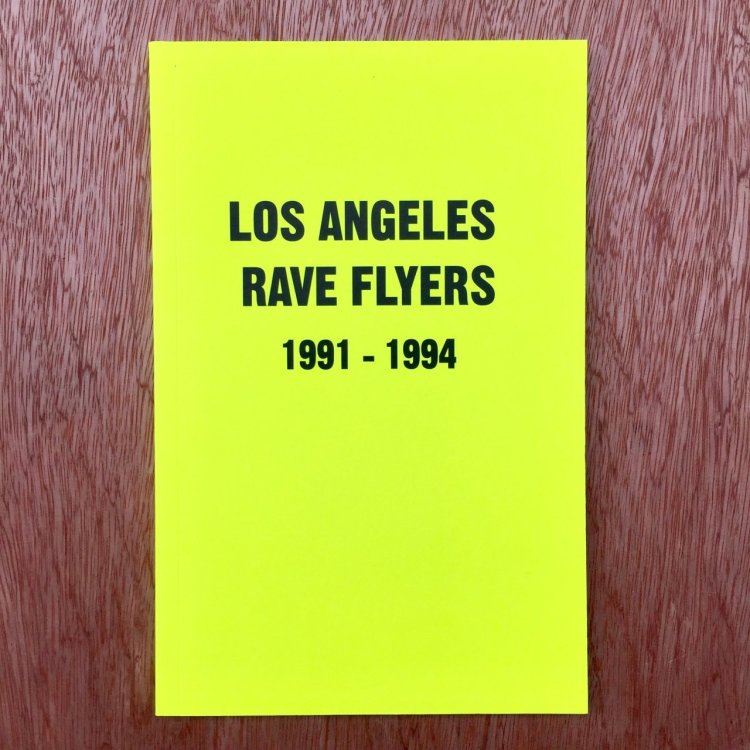 LOS ANGELES
RAVE FLYERS
1991 - 1994